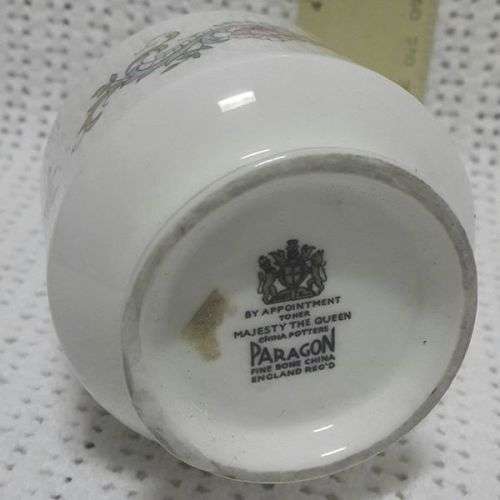 BY APPOINTMENT
TO HER
MAJESTY THE QUEEN
CHINA POTTERS
PARAGON
FINE BONE CHINA
ENGLAND REG'D